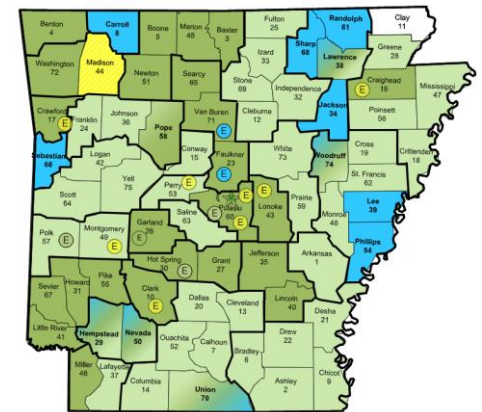 Benton
4
Carroll
8
Boone
5
Marion
Baxter
3
Fulton
25
Randolph
61
Clay
11
Washington
72
Madison
44
Newton
51
Searcy
65
Stone
69
Izard
33
Sharp
68
Lawrence
38
Greene
28
Independence
32
Craighead
16
E
Mississippi
47
Crawford
E
Franklin
24
Johnson
36
Pope
58
Van Buren
71
E
Cleburne
12
Jackson
34
Poinsett
56
Sebastian
Logan
42
Conway
15
Faulkner
23
E
White
73
Woodruff
74
Cross
19
Crittenden
18
St. Francis
62
Scott
64
Yell
75
Perry
53
E
Pulaski
60
E
E
E
E
Lonoke
43
Prairie
59
Monroe
48
Lee
39
Phillips
54
Polk
57
E
Montgomery
49
E
Garland
26
E
Saline
63
Hot Spring
30
E
Grant
27
Jefferson
35
Arkansas
1
Sevier
67
Howard
31
Pike
55
Clark
10
E
Dallas
20
Cleveland
13
Lincoln
40
Desha
21
Little River
41
Hempstead
29
Nevada
50
Ouachita
52
Calhoun
7
Bradley
6
Drew
22
Miller
46
Lafayette
37
Columbia
14
Union
70
Ashley
2
Chicot
9